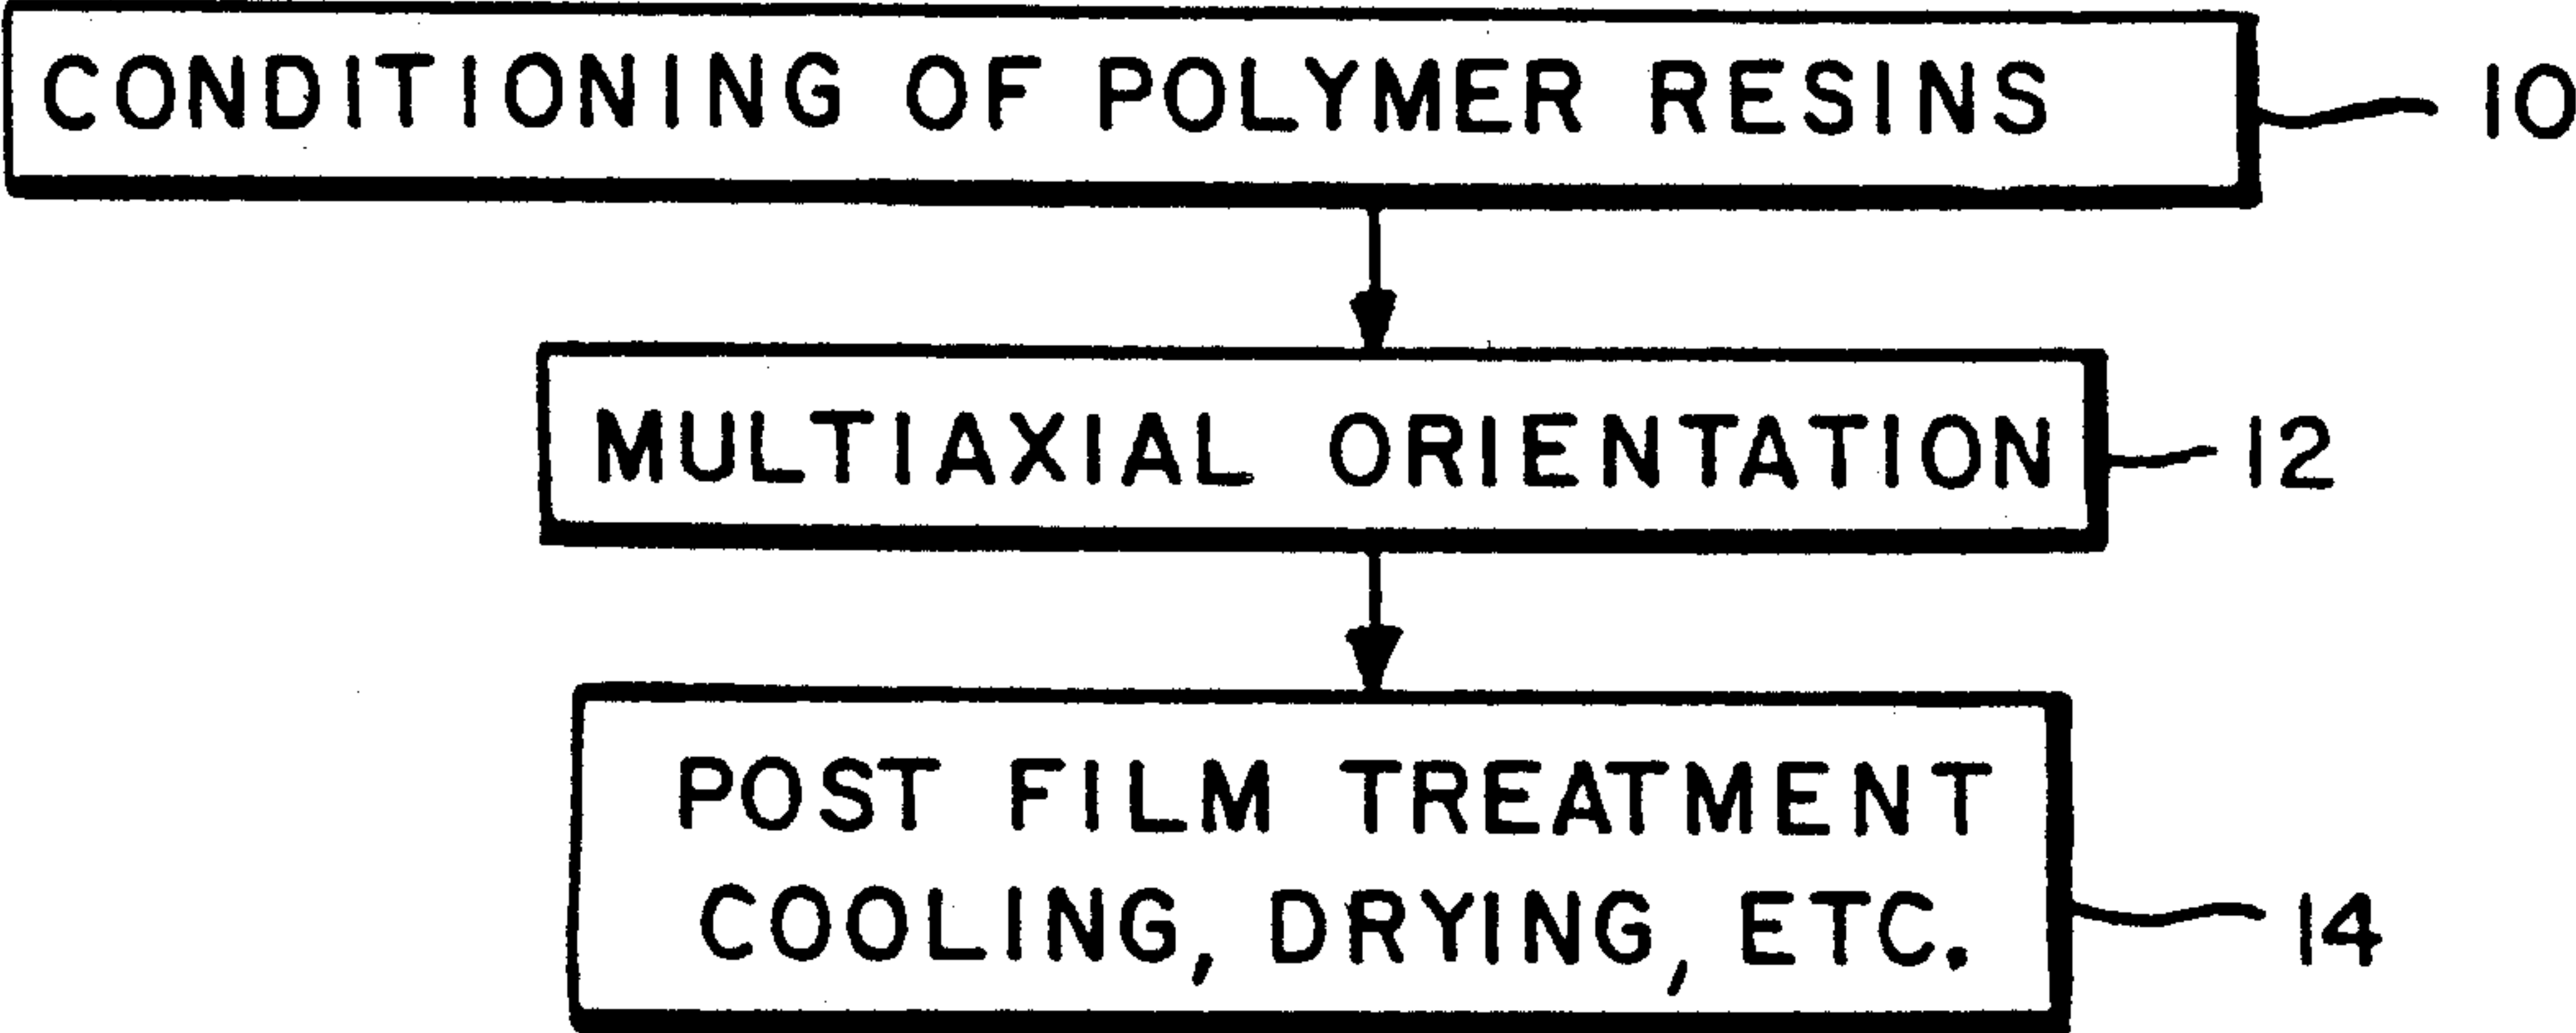 CONDITIONING OF POLYMER RESINS 10
MULTIAXIAL ORIENTATION 12
POST FILM TREATMENT
COOLING, DRYING, ETC. 14